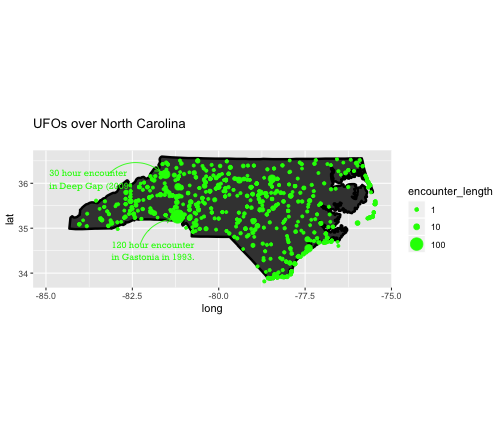 UFOs over North Carolina
30 hour encounter
in Deep Gap
120 hour encounter
in Gastonia in 1993.
36
35
34
lat
-85.0
-82.5
-80.0
-77.5
-75.0
long
encounter_length
1
10
100